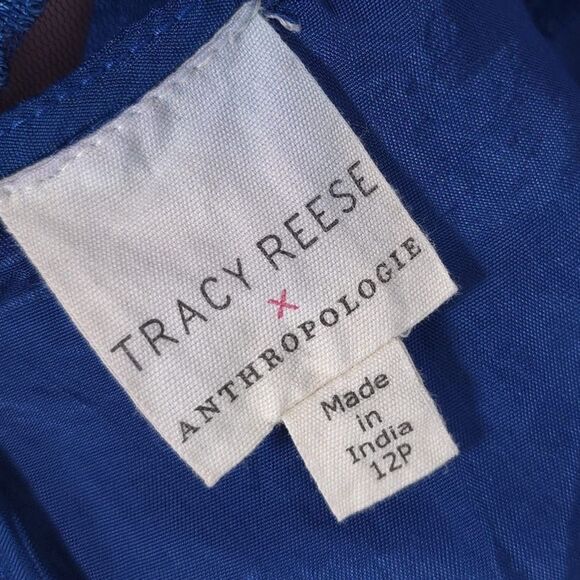 TRACY REESE
x
ANTHROPOLOGIE
Made
in
India
12P